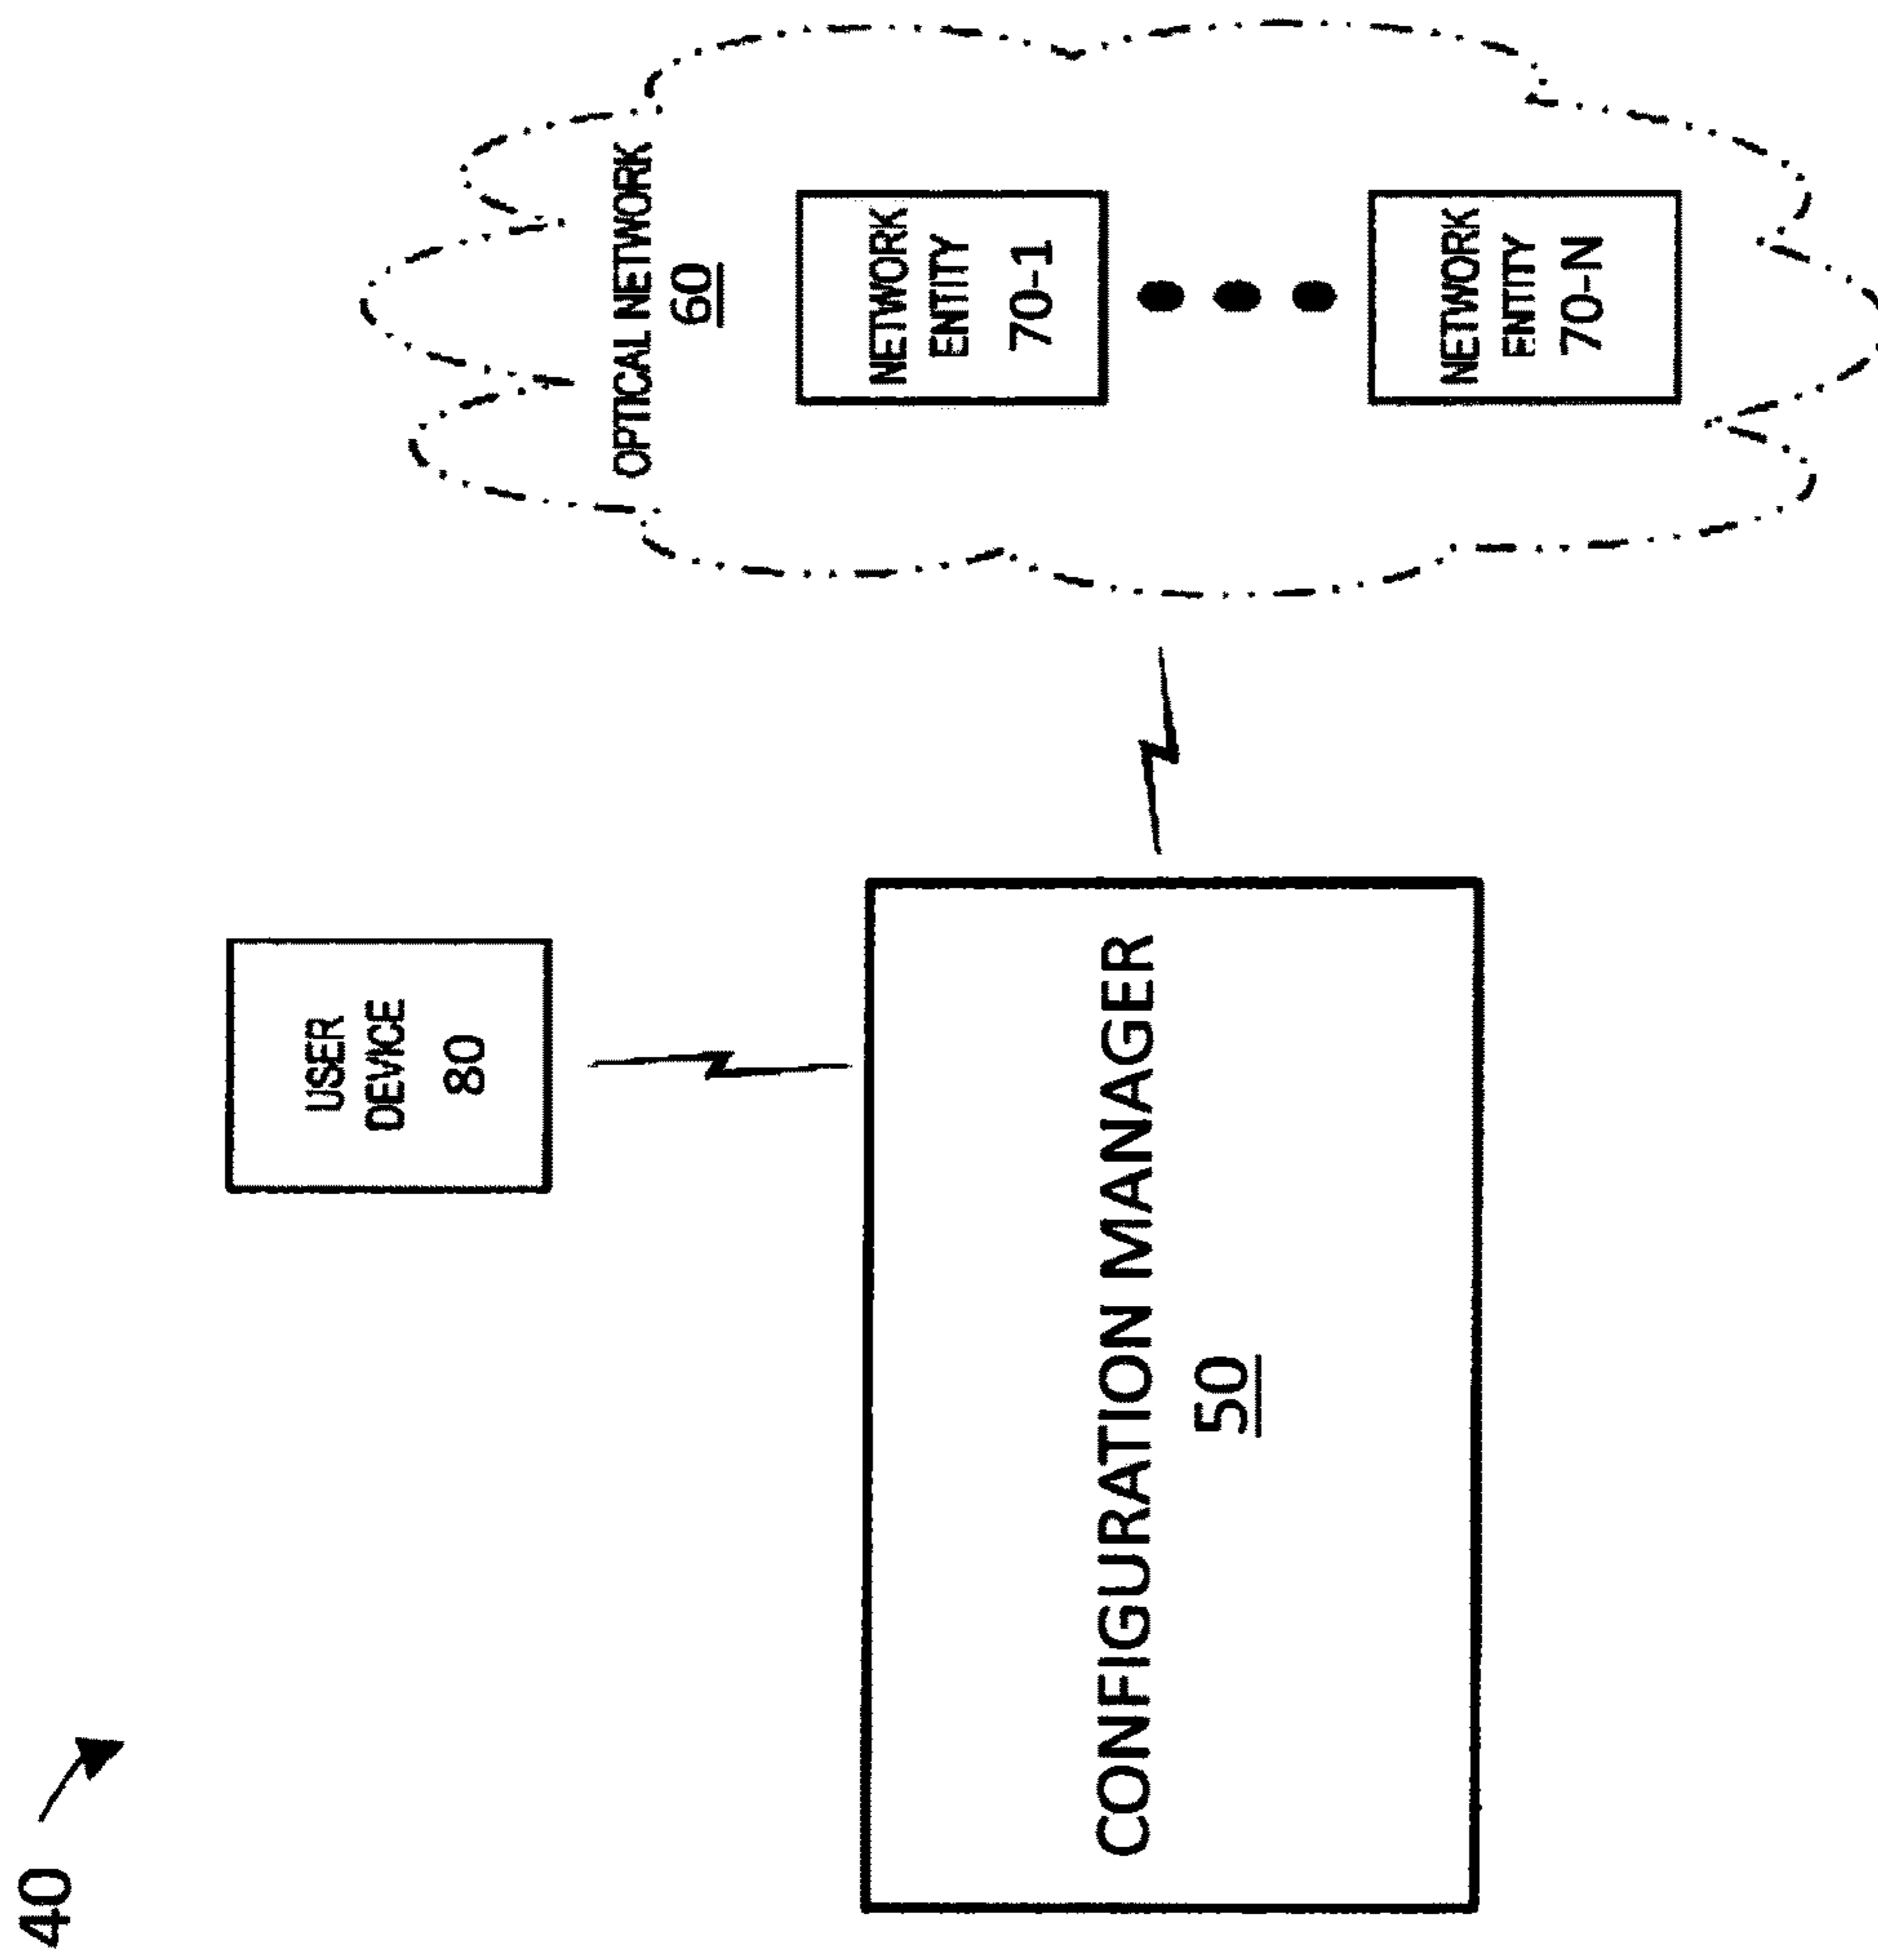 40
USER
DEVICE
80
CONFIGURATION MANAGER
50
OPTICAL NETWORK
60
NETWORK
ENTITY
70-1
NETWORK
ENTITY
70-N